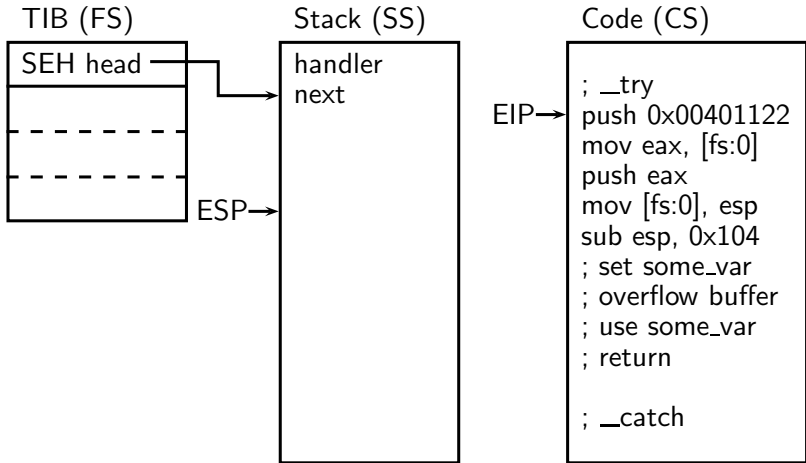 TIB (FS)
SEH head
ESP
Stack (SS)
handler
next
EIP
Code (CS)
; __try
push 0x00401122
mov eax, [fs:0]
push eax
mov [fs:0], esp
sub esp, 0x104
; set some_var
; overflow buffer
; use some_var
; return
; __catch